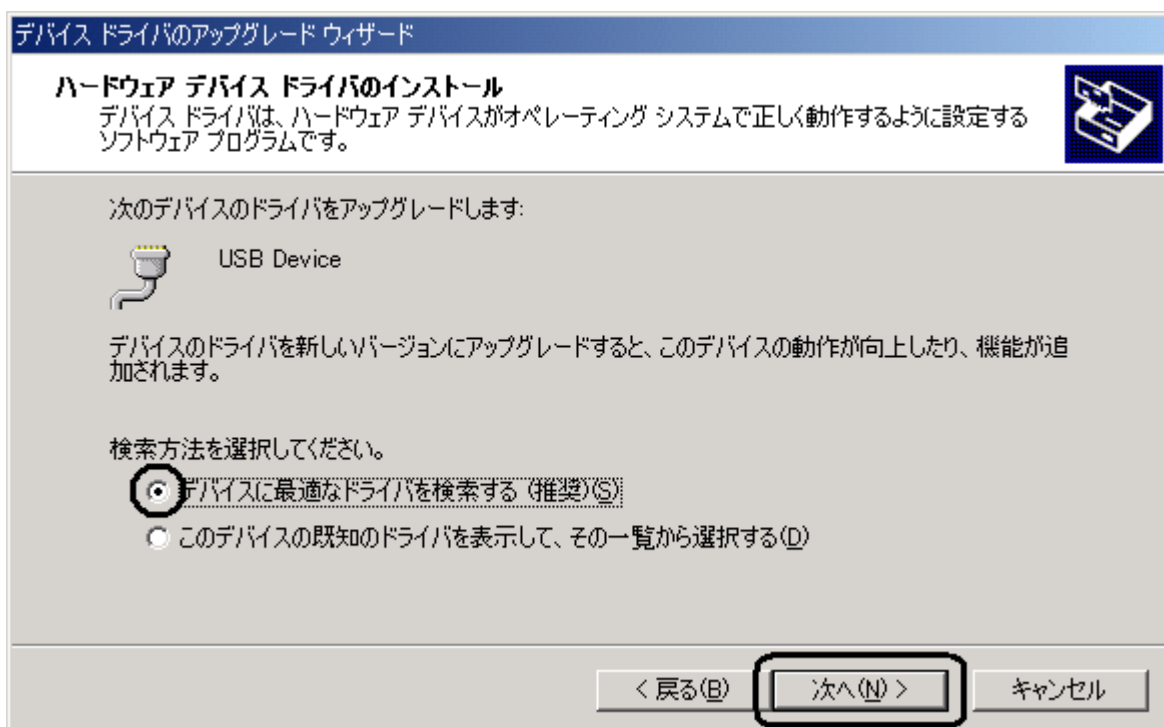 デバイス ドライバのアップグレード ウィザード
ハードウェア デバイス ドライバのインストール
デバイス ドライバは、ハードウェア デバイスがオペレーティング システムで正しく動作するように設定する
ソフトウェア プログラムです。
次のデバイスのドライバをアップグレードします:
USB Device
デバイスのドライバを新しいバージョンにアップグレードすると、このデバイスの動作が向上したり、機能が追
加されます。
検索方法を選択してください。
デバイスに最適なドライバを検索する (推奨)(S)
このデバイスの既知のドライバを表示して、その一覧から選択する(D)
< 戻る(B) 次へ(N) > キャンセル